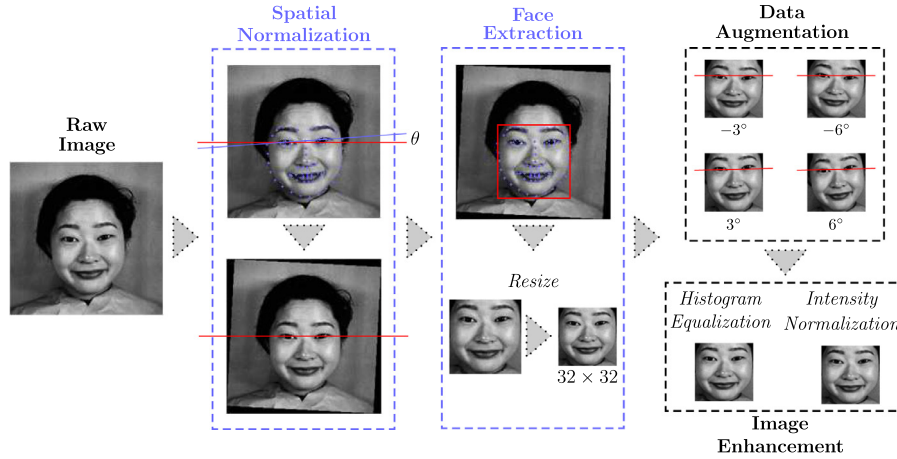 Raw
Image
Spatial
Normalization
θ
Face
Extraction
Resize
32 × 32
Data
Augmentation
−3°
−6°
3°
6°
Histogram
Equalization
Intensity
Normalization
Image
Enhancement